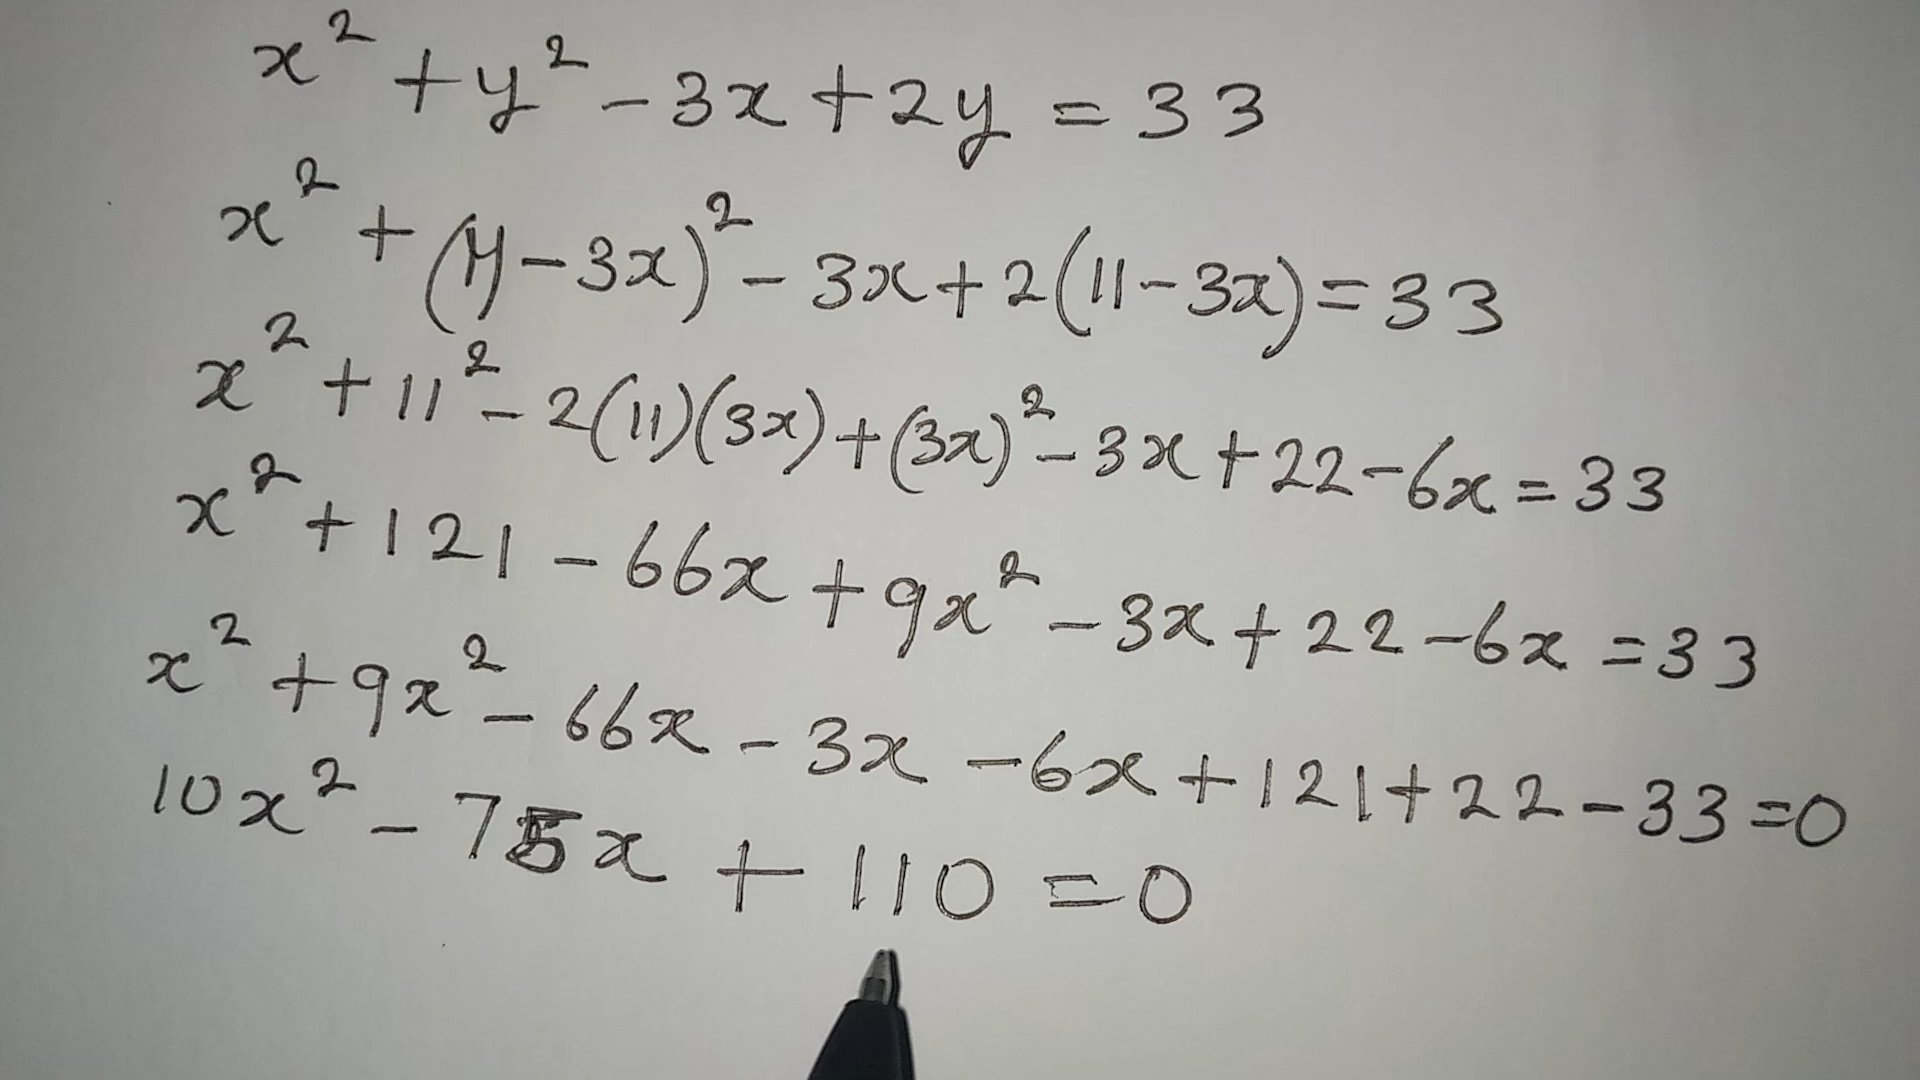 x² + y² - 3x + 2y = 33
x² + (11 - 3x)² - 3x + 2(11 - 3x) = 33
x² + 11² - 2(11)(3x) + (3x)² - 3x + 22 - 6x = 33
x² + 121 - 66x + 9x² - 3x + 22 - 6x = 33
x² + 9x² - 66x - 3x - 6x + 121 + 22 - 33 = 0
10x² - 75x + 110 = 0